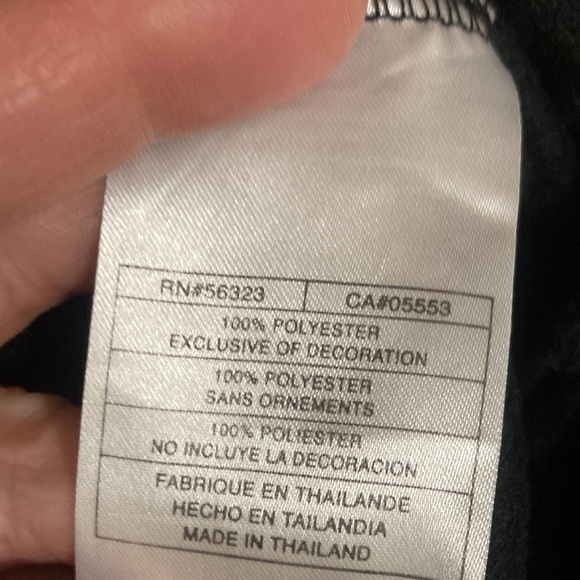 RN#56323 CA#05553
100% POLYESTER
EXCLUSIVE OF DECORATION
100% POLYESTER
SANS ORNEMENTS
100% POLIESTER
NO INCLUYE LA DECORACION
FABRIQUE EN THAILANDE
HECHO EN TAILANDIA
MADE IN THAILAND